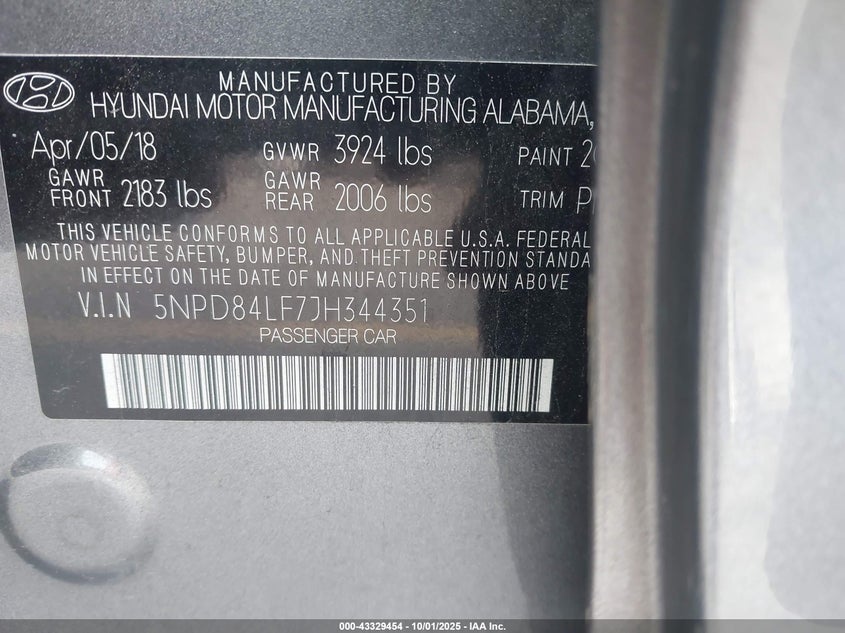 MANUFACTURED BY
HYUNDAI MOTOR MANUFACTURING ALABAMA,
Apr/05/18 GVWR 3924 lbs PAINT
GAWR FRONT 2183 lbs GAWR REAR 2006 lbs TRIM
THIS VEHICLE CONFORMS TO ALL APPLICABLE U.S.A. FEDERAL
MOTOR VEHICLE SAFETY, BUMPER, AND THEFT PREVENTION STANDA
IN EFFECT ON THE DATE OF MANUFACTURE SHOWN ABOVE
V.I.N 5NPD84LF7JH344351
PASSENGER CAR
000-43329454 - 10/01/2025 - IAA Inc.